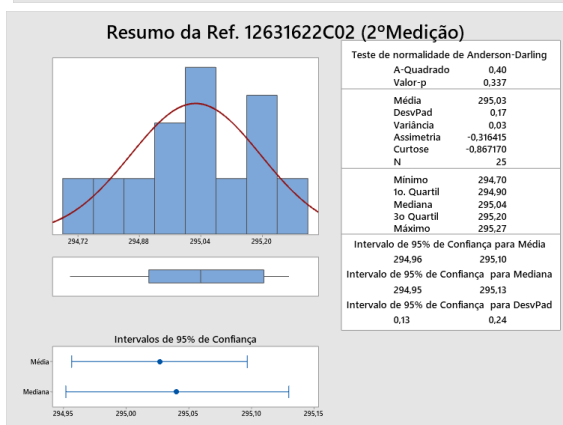 Resumo da Ref. 12631622C02 (2ºMedição)
Teste de normalidade de Anderson-Darling
A-Quadrado 0,40
Valor-p 0,337
Média 295,03
DesvPad 0,17
Variância 0,03
Assimetria -0,316415
Curtose -0,867170
N 25
Mínimo 294,70
1o. Quartil 294,90
Mediana 295,04
3o Quartil 295,20
Máximo 295,27
Intervalo de 95% de Confiança para Média
294,96 295,10
Intervalo de 95% de Confiança para Mediana
294,95 295,13
Intervalo de 95% de Confiança para DesvPad
0,13 0,24
294,72 294,88 295,04 295,20
Intervalos de 95% de Confiança
Média
Mediana
294,95 295,00 295,05 295,10 295,15